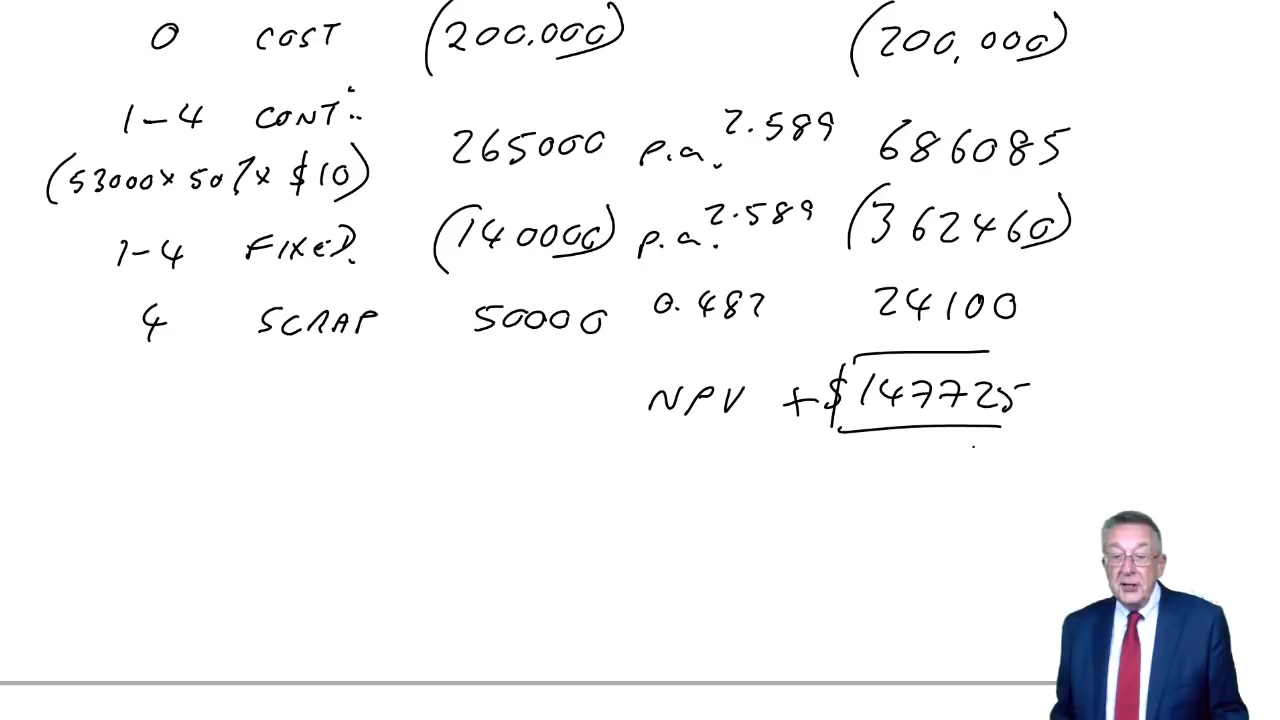 0 COST (200,000) (200,000)
1-4 CONT:. 265000 p.a. 2.589 686085
(53000 x 50% x $10)
1-4 FIXED. (140000) p.a. 2.589 (362460)
4 SCRAP 50000 0.482 24100
NPV +$147725